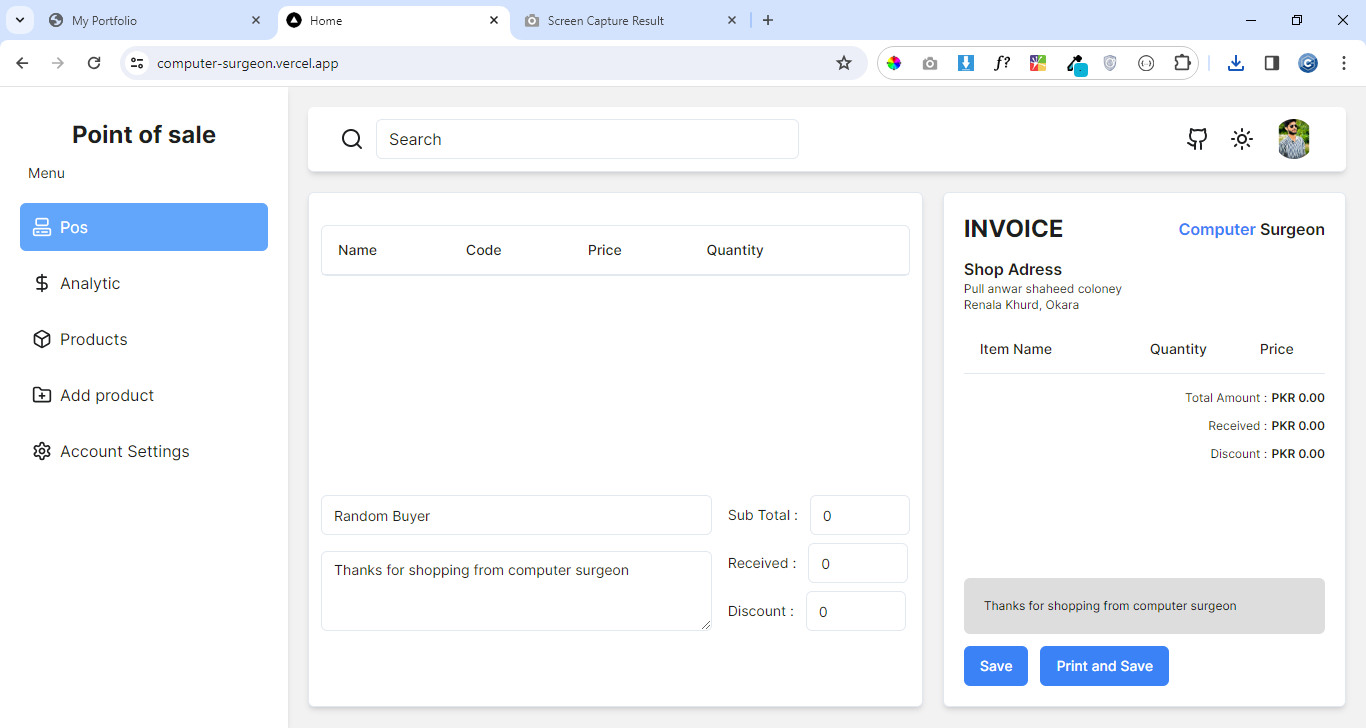 My Portfolio
Home
Screen Capture Result
computer-surgeon.vercel.app
f?
Point of sale
Menu
Pos
Analytic
Products
Add product
Account Settings
Search
Name Code Price Quantity
Random Buyer
Thanks for shopping from computer surgeon
Sub Total : 0
Received : 0
Discount : 0
INVOICE
Computer Surgeon
Shop Adress
Pull anwar shaheed coloney
Renala Khurd, Okara
Item Name Quantity Price
Total Amount : PKR 0.00
Received : PKR 0.00
Discount : PKR 0.00
Thanks for shopping from computer surgeon
Save
Print and Save